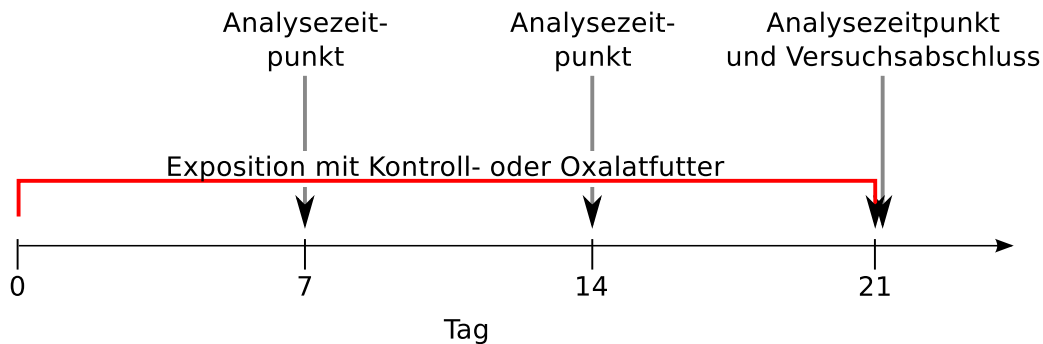 Analysezeit-
punkt
Analysezeit-
punkt
Analysezeitpunkt
und Versuchsabschluss
Exposition mit Kontroll- oder Oxalatfutter
0
7
14
21
Tag